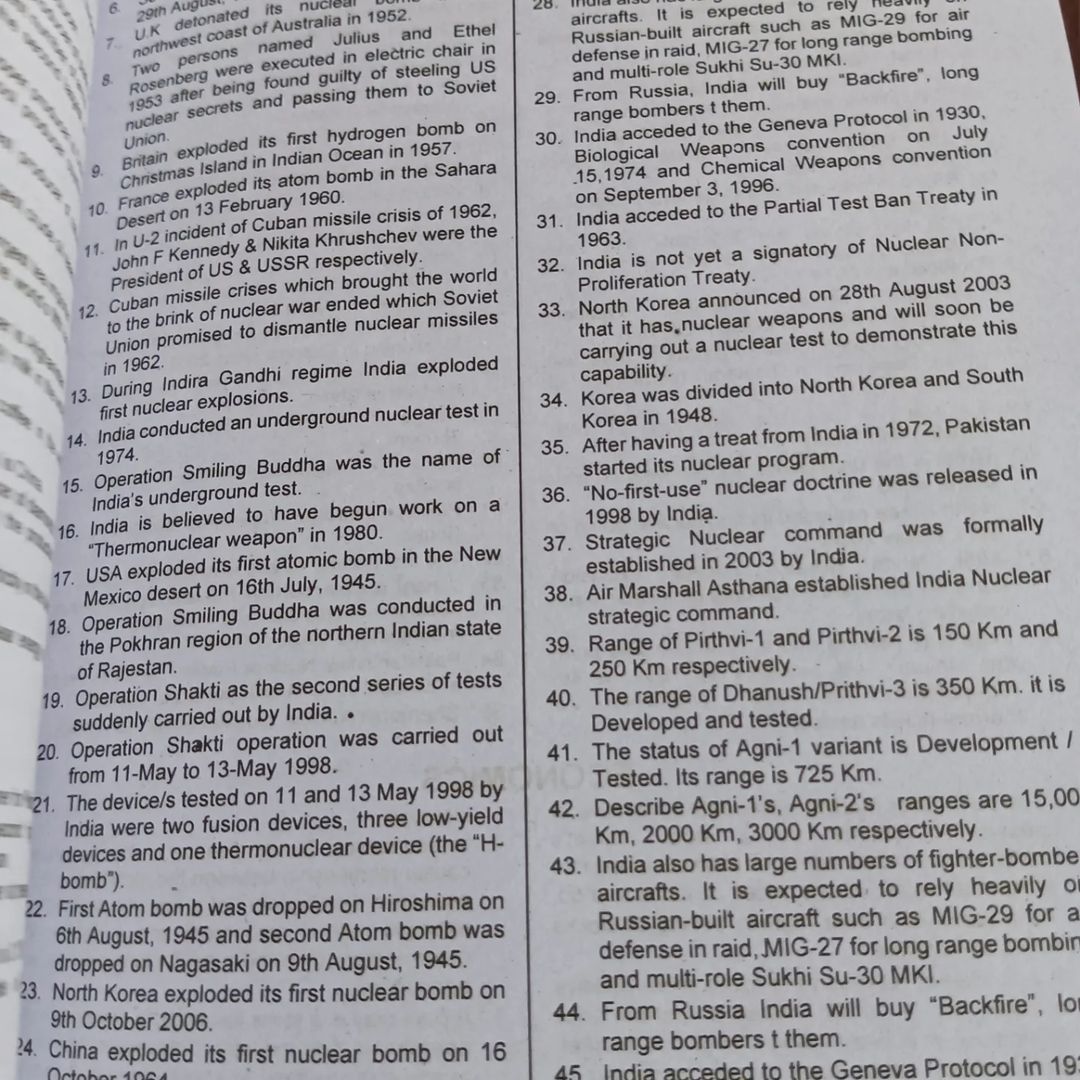 6.
29th August,
7. U.K detonated its nuclear
northwest coast of Australia in 1952.
8. Two persons named Julius and Ethel
Rosenberg were executed in electric chair in
1953 after being found guilty of steeling US
nuclear secrets and passing them to Soviet
Union.
9. Britain exploded its first hydrogen bomb on
Christmas Island in Indian Ocean in 1957.
10. France exploded its atom bomb in the Sahara
Desert on 13 February 1960.
11. In U-2 incident of Cuban missile crisis of 1962,
John F Kennedy & Nikita Khrushchev were the
President of US & USSR respectively.
12. Cuban missile crises which brought the world
to the brink of nuclear war ended which Soviet
Union promised to dismantle nuclear missiles
in 1962.
13. During Indira Gandhi regime India exploded
first nuclear explosions.
14. India conducted an underground nuclear test in
1974.
15. Operation Smiling Buddha was the name of
India's underground test.
16. India is believed to have begun work on a
“Thermonuclear weapon” in 1980.
17. USA exploded its first atomic bomb in the New
Mexico desert on 16th July, 1945.
18. Operation Smiling Buddha was conducted in
the Pokhran region of the northern Indian state
of Rajestan.
19. Operation Shakti as the second series of tests
suddenly carried out by India.
20. Operation Shakti operation was carried out
from 11-May to 13-May 1998.
21. The device/s tested on 11 and 13 May 1998 by
India were two fusion devices, three low-yield
devices and one thermonuclear device (the “H-
bomb”).
22. First Atom bomb was dropped on Hiroshima on
6th August, 1945 and second Atom bomb was
dropped on Nagasaki on 9th August, 1945.
23. North Korea exploded its first nuclear bomb on
9th October 2006.
24. China exploded its first nuclear bomb on 16
October 1964
28. India also
aircrafts. It is expected to rely heavily on
Russian-built aircraft such as MIG-29 for air
defense in raid, MIG-27 for long range bombing
and multi-role Sukhi Su-30 MKI.
29. From Russia, India will buy “Backfire”, long
range bombers t them.
30. India acceded to the Geneva Protocol in 1930,
Biological Weapons convention on July
15,1974 and Chemical Weapons convention
on September 3, 1996.
31. India acceded to the Partial Test Ban Treaty in
1963.
32. India is not yet a signatory of Nuclear Non-
Proliferation Treaty.
33. North Korea announced on 28th August 2003
that it has nuclear weapons and will soon be
carrying out a nuclear test to demonstrate this
capability.
34. Korea was divided into North Korea and South
Korea in 1948.
35. After having a treat from India in 1972, Pakistan
started its nuclear program.
36. “No-first-use” nuclear doctrine was released in
1998 by India.
37. Strategic Nuclear command was formally
established in 2003 by India.
38. Air Marshall Asthana established India Nuclear
strategic command.
39. Range of Pirthvi-1 and Pirthvi-2 is 150 Km and
250 Km respectively.
40. The range of Dhanush/Prithvi-3 is 350 Km. it is
Developed and tested.
41. The status of Agni-1 variant is Development /
Tested. Its range is 725 Km.
42. Describe Agni-1's, Agni-2's ranges are 15,00
Km, 2000 Km, 3000 Km respectively.
43. India also has large numbers of fighter-bombe
aircrafts. It is expected to rely heavily o
Russian-built aircraft such as MIG-29 for a
defense in raid, MIG-27 for long range bombin
and multi-role Sukhi Su-30 MKI.
44. From Russia India will buy “Backfire”, lo
range bombers t them.
45. India acceded to the Geneva Protocol in 193